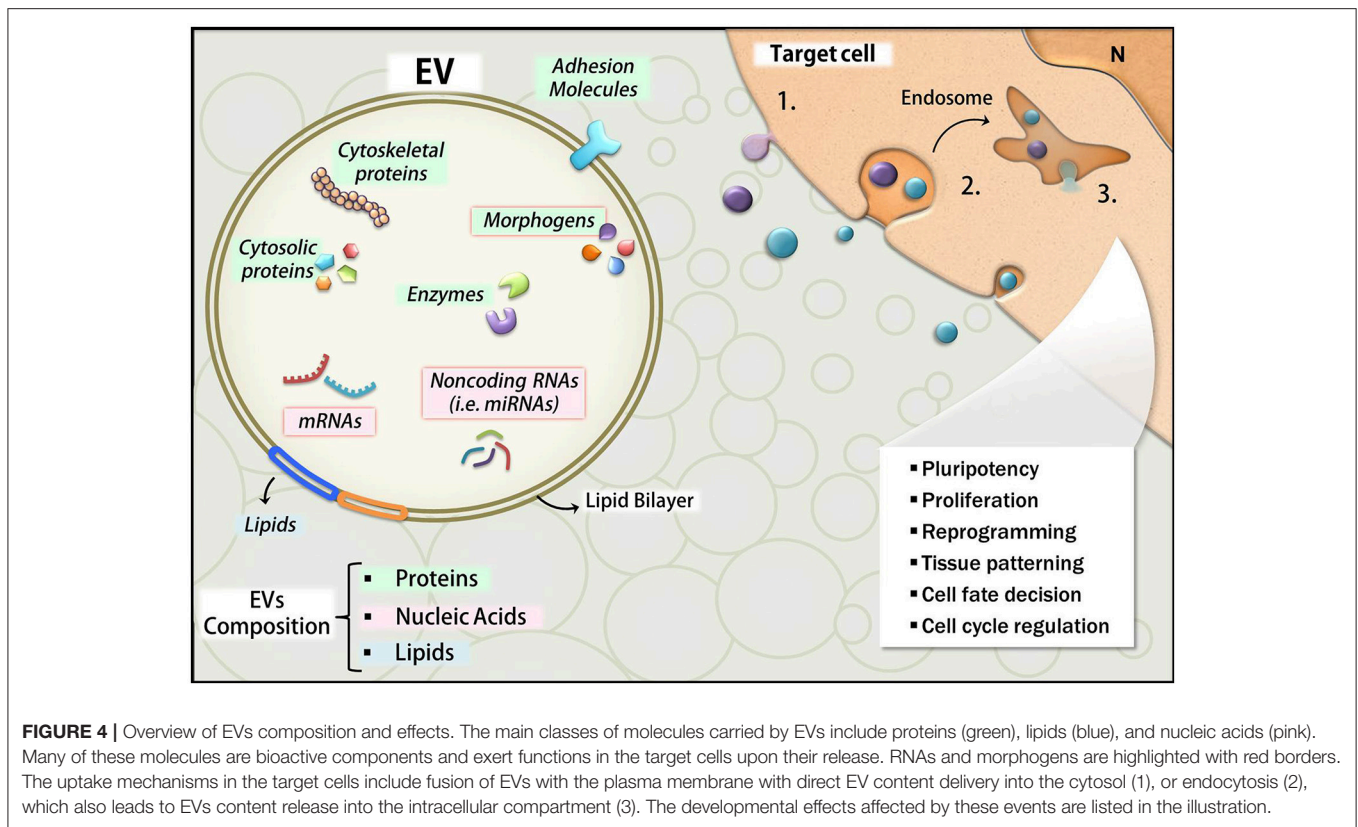 EV
Adhesion
Molecules
Cytoskeletal
proteins
Morphogens
Cytosolic
proteins
Enzymes
Noncoding RNAs
(i.e. miRNAs)
mRNAs
Lipids
Lipid Bilayer
EVs
Composition
▪ Proteins
▪ Nucleic Acids
▪ Lipids
Target cell
N
1.
Endosome
2.
3.
▪ Pluripotency
▪ Proliferation
▪ Reprogramming
▪ Tissue patterning
▪ Cell fate decision
▪ Cell cycle regulation
FIGURE 4 | Overview of EVs composition and effects. The main classes of molecules carried by EVs include proteins (green), lipids (blue), and nucleic acids (pink).
Many of these molecules are bioactive components and exert functions in the target cells upon their release. RNAs and morphogens are highlighted with red borders.
The uptake mechanisms in the target cells include fusion of EVs with the plasma membrane with direct EV content delivery into the cytosol (1), or endocytosis (2),
which also leads to EVs content release into the intracellular compartment (3). The developmental effects affected by these events are listed in the illustration.